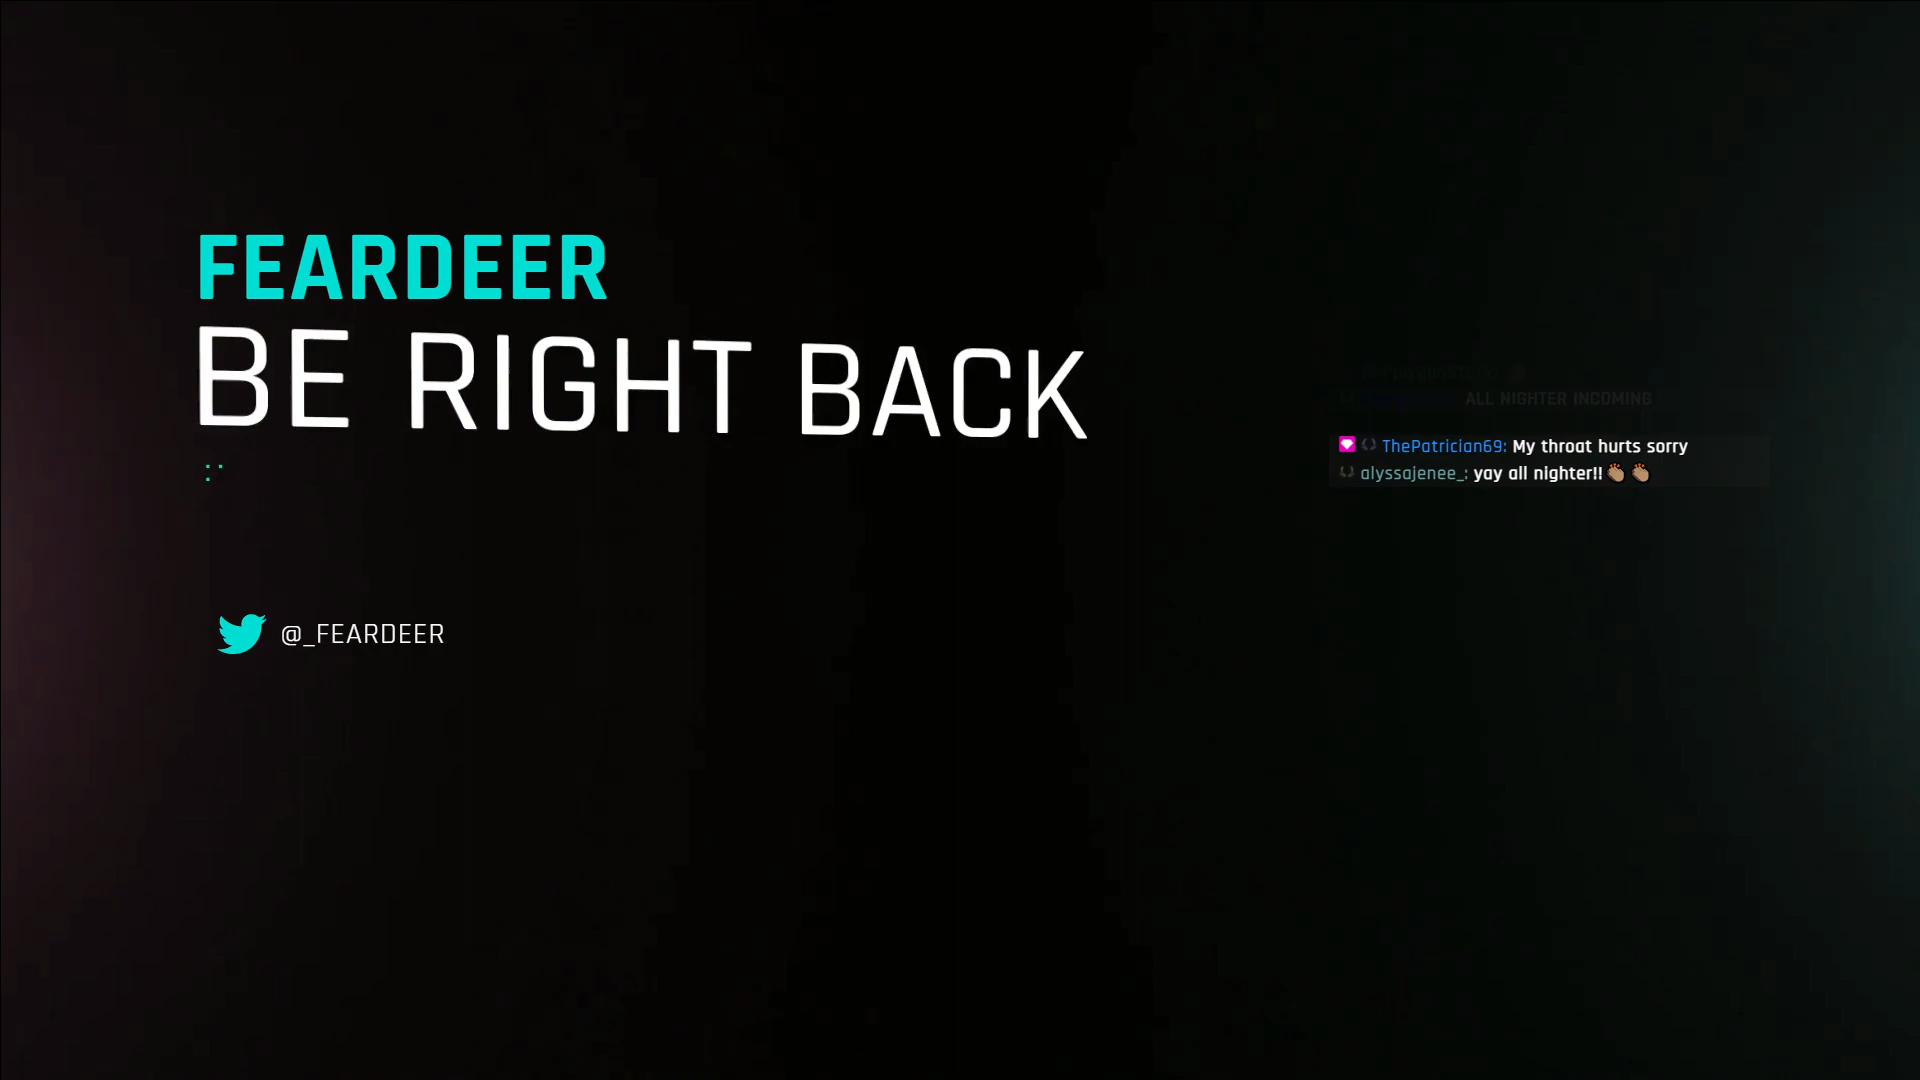 FEARDEER
BE RIGHT BACK
@_FEARDEER
ALL NIGHTER INCOMING
ThePatrician69: My throat hurts sorry
alyssajenee_: yay all nighter!!👏🏽 👏🏽